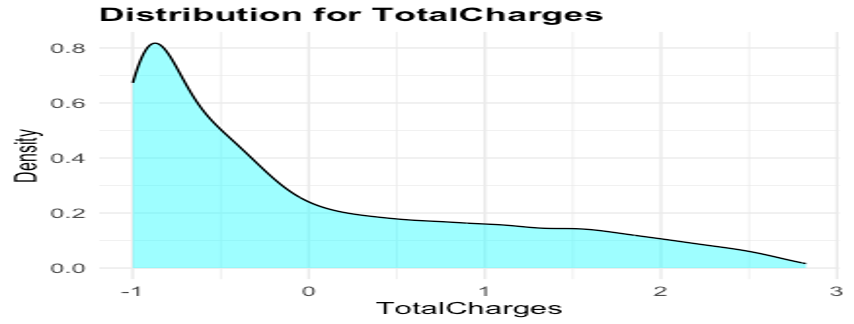 Distribution for TotalCharges
Density
0.8
0.6
0.4
0.2
0.0
-1 0 1 2 3
TotalCharges